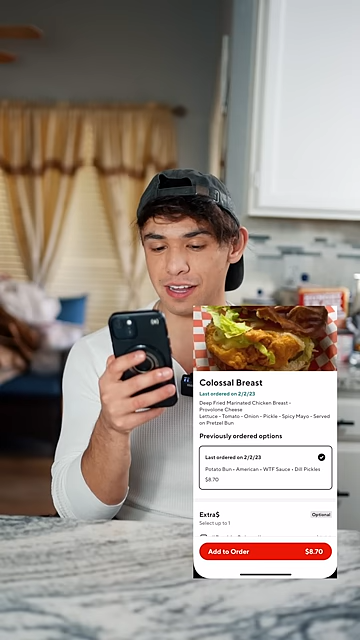 Colossal Breast
Last ordered on 2/2/23
Deep Fried Marinated Chicken Breast -
Provolone Cheese
Lettuce - Tomato - Onion - Pickle - Spicy Mayo - Served
on Pretzel Bun
Previously ordered options
Last ordered on 2/2/23
Potato Bun • American • WTF Sauce • Dill Pickles
$8.70
Extra$
Optional
Select up to 1
Add to Order
$8.70